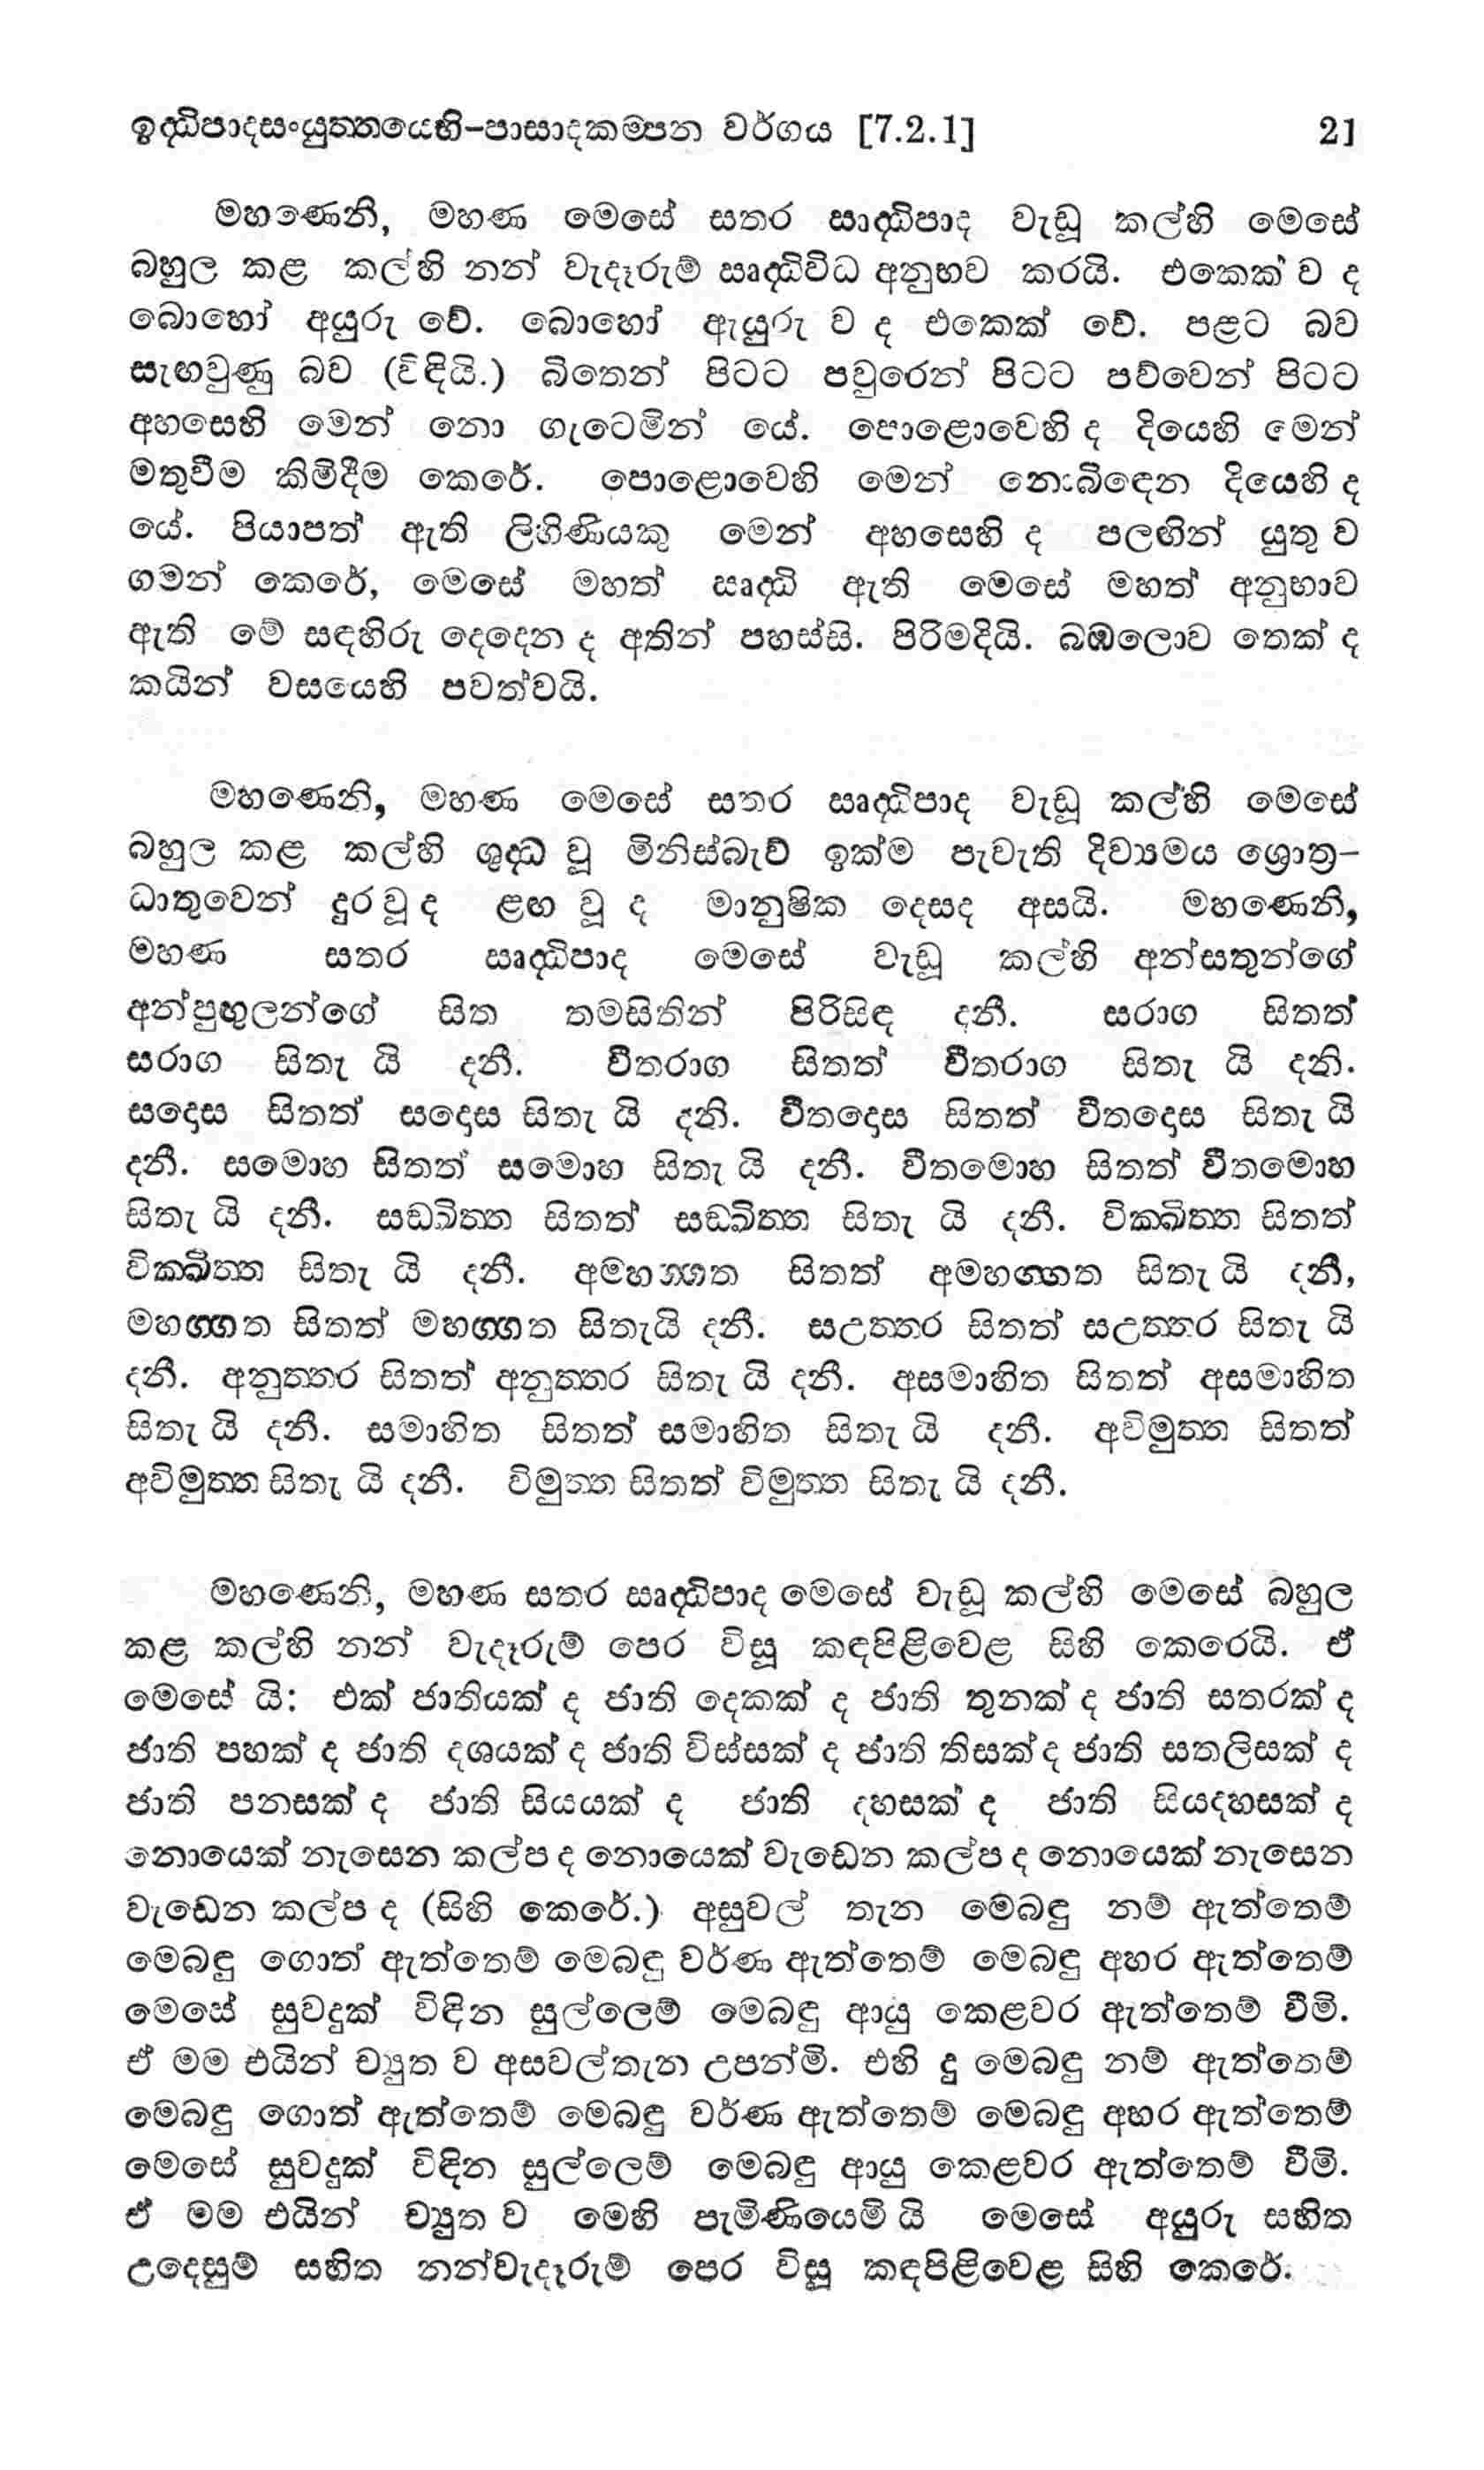 ඉද්ධිපාදසංයුත්තයෙහි-පාසාදකම්පන වර්ගය [7.2.1] 21
මහණෙනි, මහණ මෙසේ සතර ඍද්ධිපාද වැඩූ කල්හි මෙසේ
බහුල කළ කල්හි නන් වැදෑරුම් ඍද්ධිවිධ අනුභව කරයි. එකෙක් ව ද
බොහෝ අයුරු වේ. බොහෝ ඇයුරු ව ද එකෙක් වේ. පළට බව
සැඟවුණු බව (විඳියි.) බිතෙන් පිටට පවුරෙන් පිටට පව්වෙන් පිටට
අහසෙහි මෙන් නො ගැටෙමින් යේ. පොළොවෙහි ද දියෙහි මෙන්
මතුවීම කිමිදීම කෙරේ. පොළොවෙහි මෙන් නොබිඳෙන දියෙහි ද
යේ. පියාපත් ඇති ලිහිණියකු මෙන් අහසෙහි ද පලඟින් යුතු ව
ගමන් කෙරේ, මෙසේ මහත් ඍද්ධි ඇති මෙසේ මහත් අනුභාව
ඇති මේ සඳහිරු දෙදෙන ද අතින් පහස්සි. පිරිමදියි. බඹලොව තෙක් ද
කයින් වසයෙහි පවත්වයි.
මහණෙනි, මහණ මෙසේ සතර ඍද්ධිපාද වැඩූ කල්හි මෙසේ
බහුල කළ කල්හි ශුද්ධ වූ මිනිස්බැව් ඉක්ම පැවැති දිව්‍යමය ශ්‍රොත්‍ර-
ධාතුවෙන් දුර වූ ද ළඟ වූ ද මානුෂික දෙසද අසයි. මහණෙනි,
මහණ සතර ඍද්ධිපාද මෙසේ වැඩූ කල්හි අන්සතුන්ගේ
අන්පුඟුලන්ගේ සිත තමසිතින් පිරිසිඳ දනී. සරාග සිතත්
සරාග සිතැ යි දනී. වීතරාග සිතත් වීතරාග සිතැ යි දනි.
සදොස සිතත් සදොස සිතැ යි දනි. වීතදොස සිතත් වීතදොස සිතැ යි
දනී. සමොහ සිතත් සමොහ සිතැ යි දනී. වීතමොහ සිතත් වීතමොහ
සිතැ යි දනී. සඞ්ඛිත්ත සිතත් සඞ්ඛිත්ත සිතැ යි දනී. වික්ඛිත්ත සිතත්
වික්ඛිත්ත සිතැ යි දනී. අමහග්ගත සිතත් අමහග්ගත සිතැ යි දනී,
මහග්ගත සිතත් මහග්ගත සිතැයි දනී. සඋත්තර සිතත් සඋත්තර සිතැ යි
දනී. අනුත්තර සිතත් අනුත්තර සිතැ යි දනී. අසමාහිත සිතත් අසමාහිත
සිතැ යි දනී. සමාහිත සිතත් සමාහිත සිතැ යි දනී. අවිමුත්ත සිතත්
අවිමුත්ත සිතැ යි දනී. විමුත්ත සිතත් විමුත්ත සිතැ යි දනී.
මහණෙනි, මහණ සතර ඍද්ධිපාද මෙසේ වැඩූ කල්හි මෙසේ බහුල
කළ කල්හි නන් වැදෑරුම් පෙර විසූ කඳපිළිවෙළ සිහි කෙරෙයි. ඒ
මෙසේ යි: එක් ජාතියක් ද ජාති දෙකක් ද ජාති තුනක් ද ජාති සතරක් ද
ජාති පහක් ද ජාති දශයක් ද ජාති විස්සක් ද ජාති තිසක් ද ජාති සතලිසක් ද
ජාති පනසක් ද ජාති සියයක් ද ජාති දහසක් ද ජාති සියදහසක් ද
නොයෙක් නැසෙන කල්ප ද නොයෙක් වැඩෙන කල්ප ද නොයෙක් නැසෙන
වැඩෙන කල්ප ද (සිහි කෙරේ.) අසුවල් තැන මෙබඳු නම් ඇත්තෙම්
මෙබඳු ගොත් ඇත්තෙම් මෙබඳු වර්ණ ඇත්තෙම් මෙබඳු අහර ඇත්තෙම්
මෙසේ සුවදුක් විඳින සුල්ලෙම් මෙබඳු ආයු කෙළවර ඇත්තෙම් වීමි.
ඒ මම එයින් ච්‍යුත ව අසවල්තැන උපන්මි. එහි දු මෙබඳු නම් ඇත්තෙම්
මෙබඳු ගොත් ඇත්තෙම් මෙබඳු වර්ණ ඇත්තෙම් මෙබඳු අහර ඇත්තෙම්
මෙසේ සුවදුක් විඳින සුල්ලෙම් මෙබඳු ආයු කෙළවර ඇත්තෙම් වීමි.
ඒ මම එයින් ච්‍යුත ව මෙහි පැමිණියෙමි යි මෙසේ අයුරු සහිත
උදෙසුම් සහිත නන්වැදෑරුම් පෙර විසූ කඳපිළිවෙළ සිහි කෙරේ.